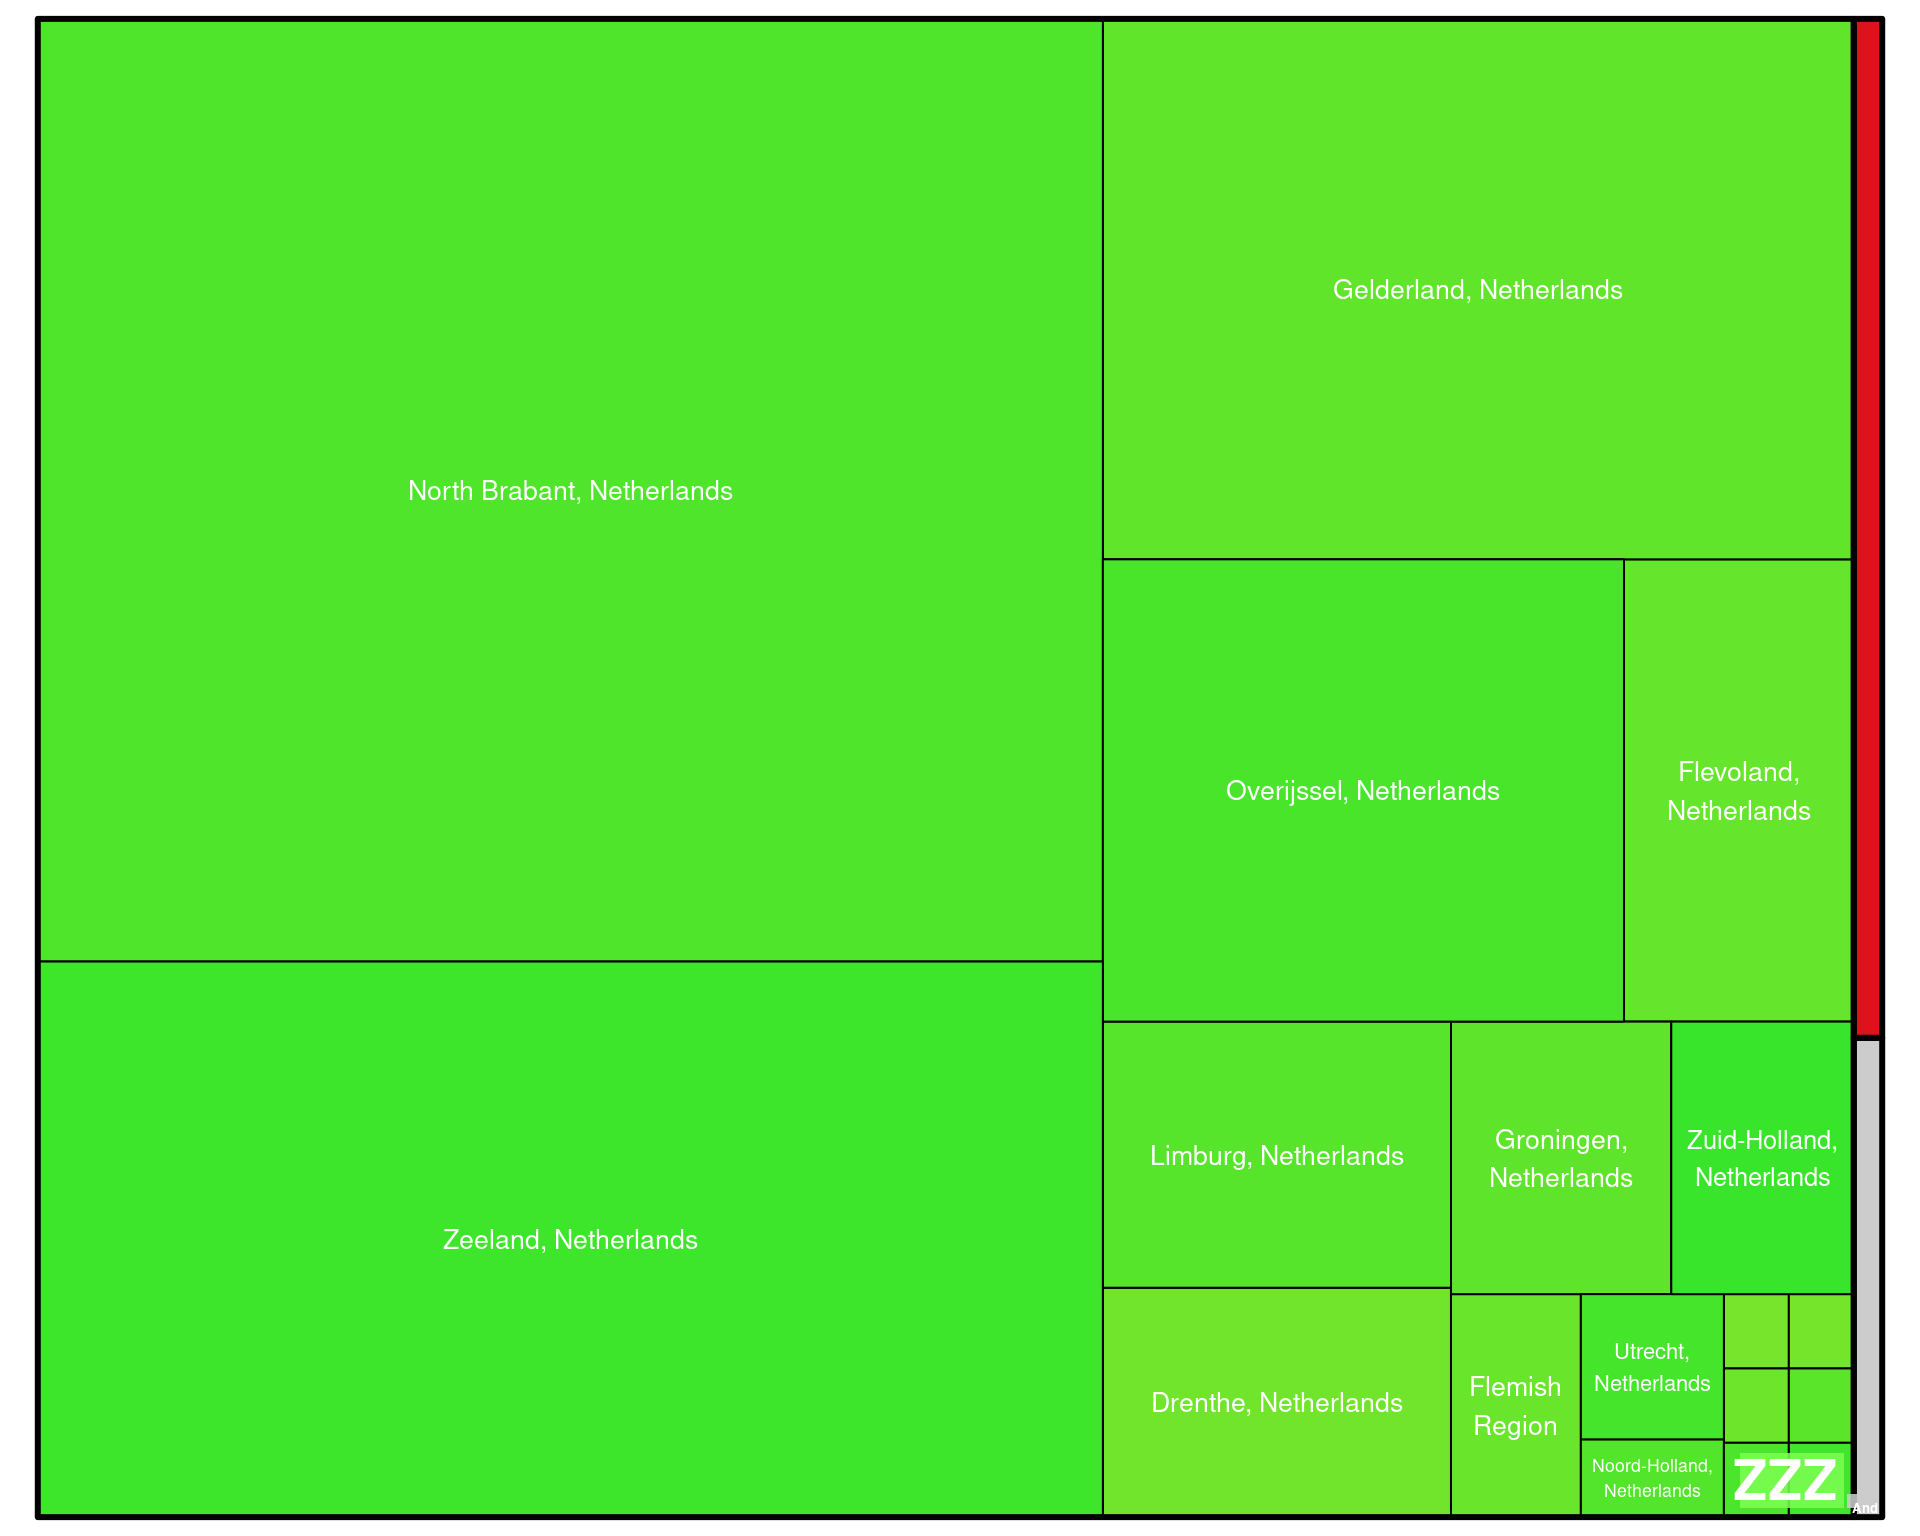 North Brabant, Netherlands
Gelderland, Netherlands
Overijssel, Netherlands
Flevoland,
Netherlands
Zeeland, Netherlands
Limburg, Netherlands
Groningen,
Netherlands
Zuid-Holland,
Netherlands
Drenthe, Netherlands
Flemish
Region
Utrecht,
Netherlands
Noord-Holland,
Netherlands
ZZZ
And